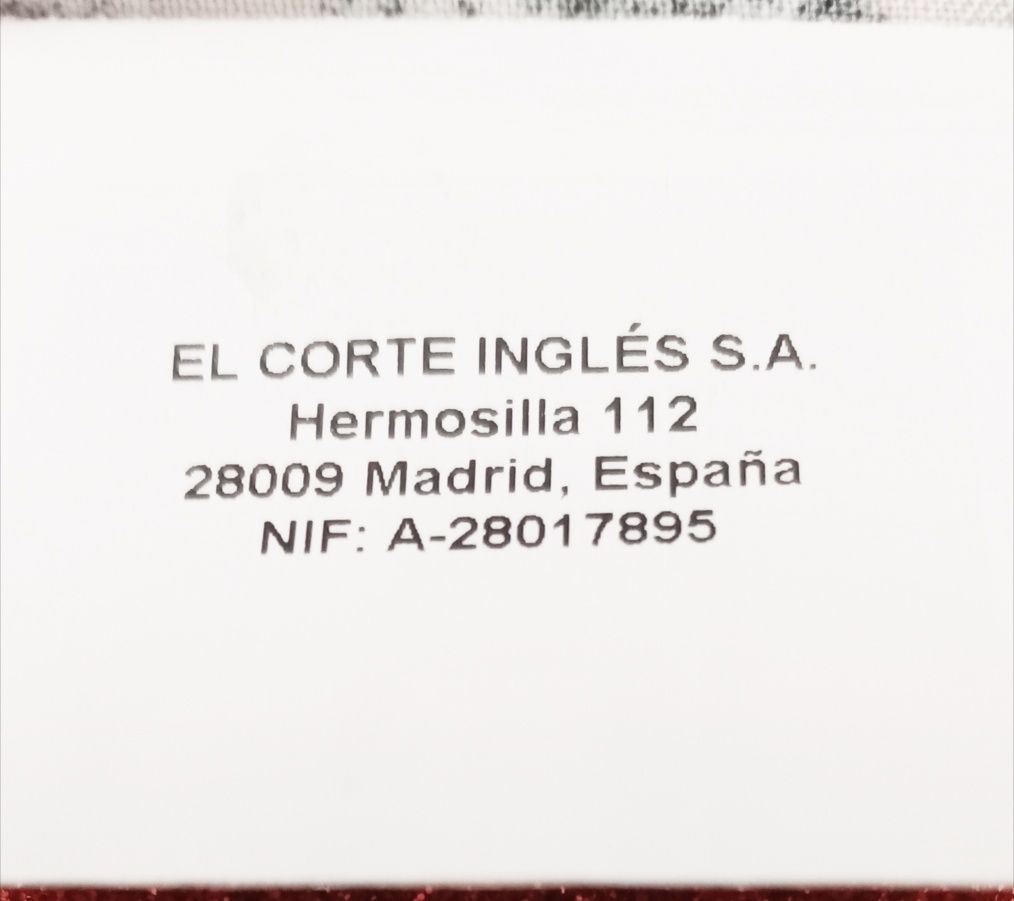 EL CORTE INGLÉS S.A.
Hermosilla 112
28009 Madrid, España
NIF: A-28017895